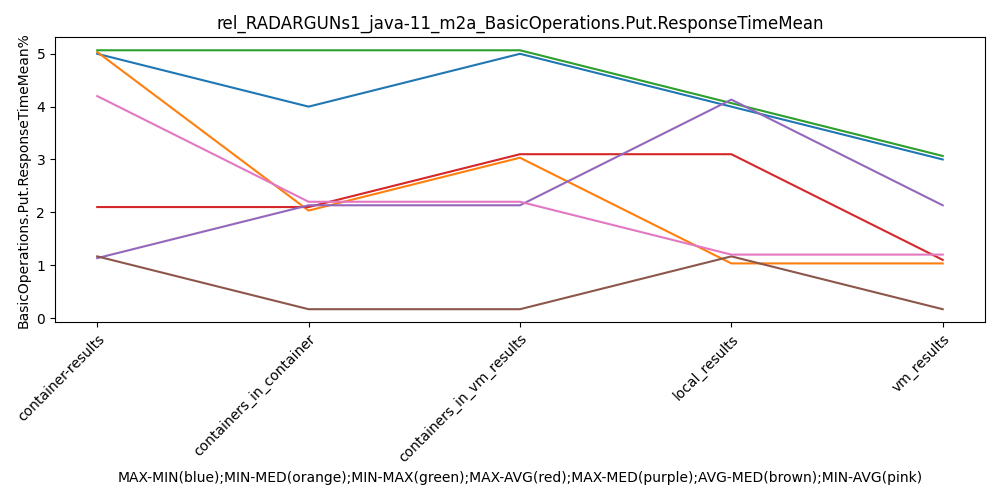 rel_RADARGUNs1_java-11_m2a_BasicOperations.Put.ResponseTimeMean
BasicOperations.Put.ResponseTimeMean%
5
4
3
2
1
0
container-results
containers_in_container
containers_in_vm_results
local_results
vm_results
MAX-MIN(blue);MIN-MED(orange);MIN-MAX(green);MAX-AVG(red);MAX-MED(purple);AVG-MED(brown);MIN-AVG(pink)